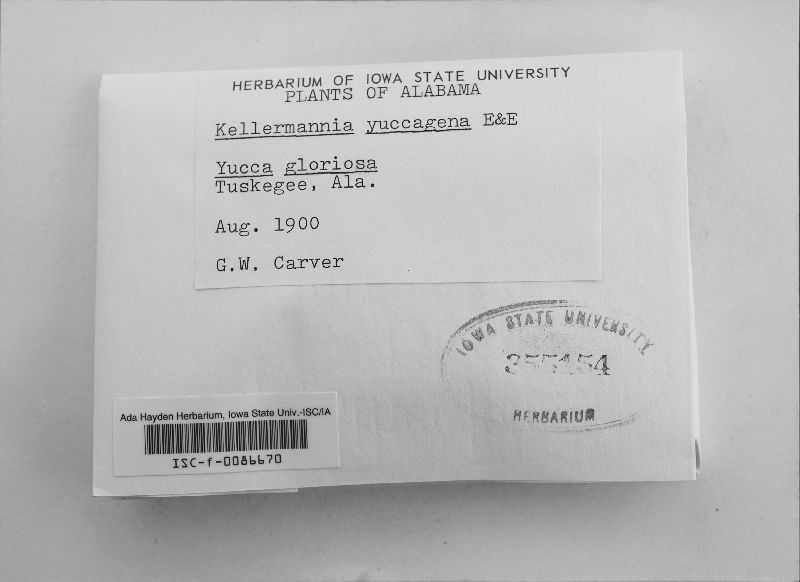 HERBARIUM OF IOWA STATE UNIVERSITY
PLANTS OF ALABAMA
Kellermannia yuccagena E&E
Yucca gloriosa
Tuskegee, Ala.
Aug. 1900
G.W. Carver
IOWA STATE UNIVERSITY
HERBARIUM
Ada Hayden Herbarium, Iowa State Univ.-ISC/IA
ISC-f-0086670